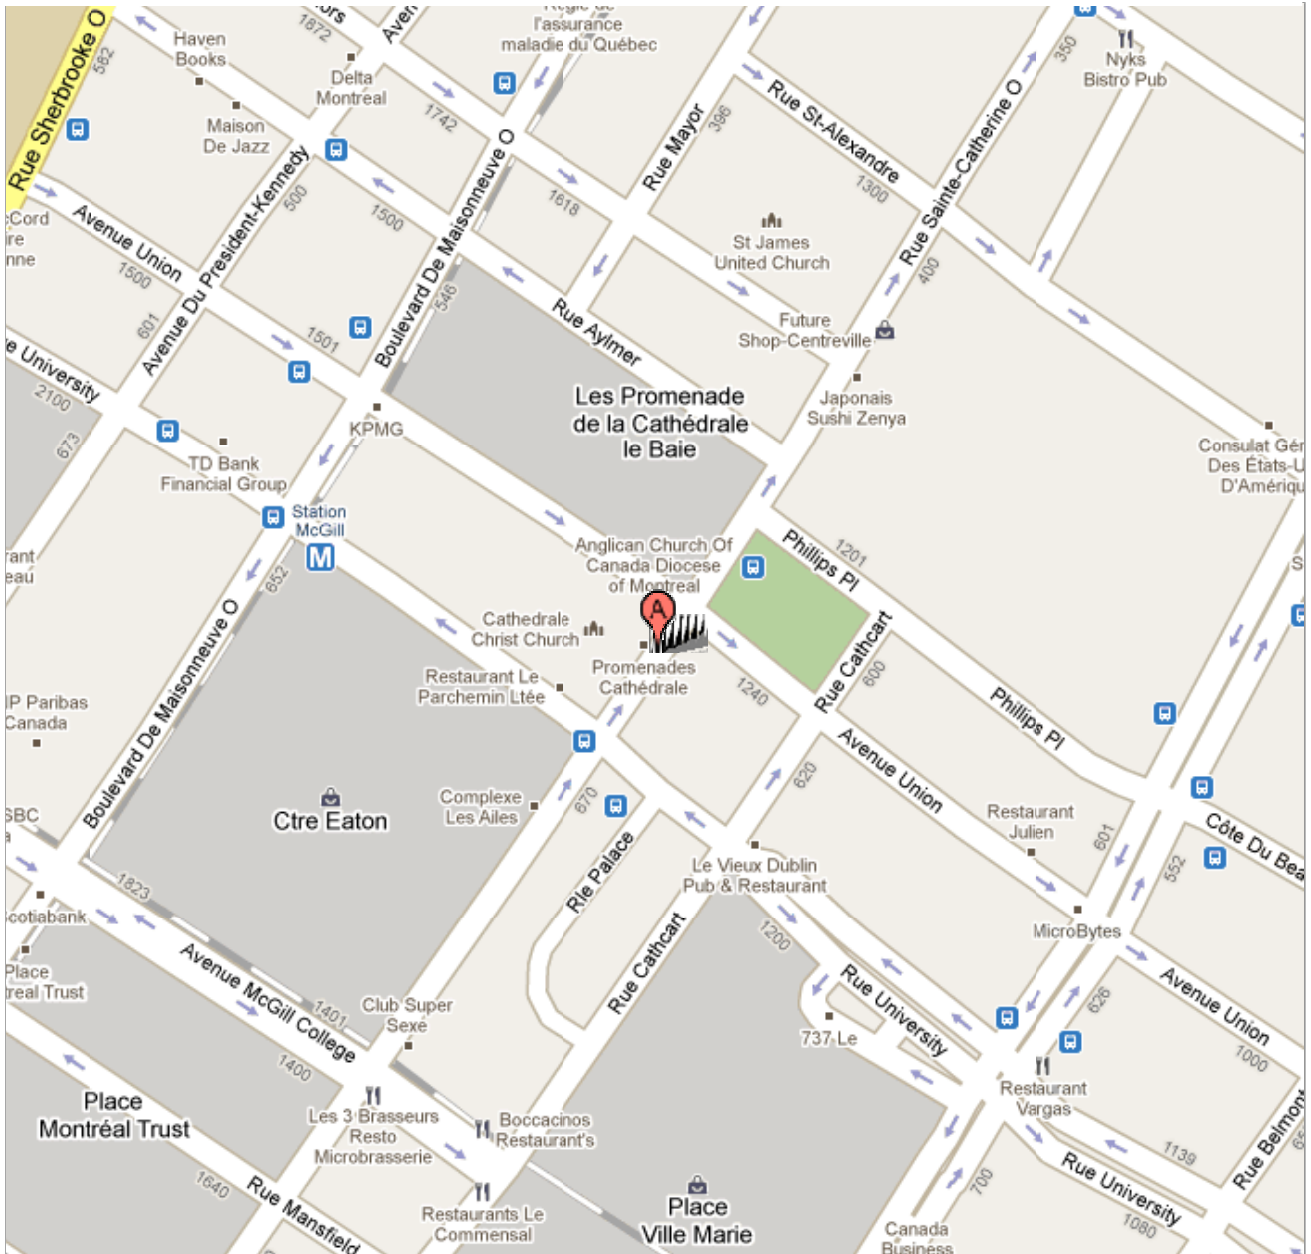 Rue Sherbrooke O
582
Haven
Books
1872
Delta
Montreal
Régie de
l'assurance
maladie du Québec
350
Nyks
Bistro Pub
Maison
De Jazz
1742
Rue Mayor
396
Rue St-Alexandre
1300
Rue Sainte-Catherine O
400
Avenue Union
1500
Avenue Du President-Kennedy
500
601
1500
Boulevard De Maisonneuve O
546
1618
St James
United Church
Future
Shop-Centreville
Rue Aylmer
1501
University
2100
673
KPMG
TD Bank
Financial Group
Les Promenade
de la Cathédrale
le Baie
Japonais
Sushi Zenya
Consulat Gér
Des États-U
D'Amériqu
Station
McGill
M
652
Anglican Church Of
Canada Diocese
of Montreal
Phillips Pl
1201
A
Cathedrale
Christ Church
Promenades
Cathédrale
Restaurant Le
Parchemin Ltée
1240
Rue Cathcart
600
Phillips Pl
Boulevard De Maisonneuve O
IP Paribas
Canada
Ctre Eaton
Complexe
Les Ailes
670
Rle Palace
620
Avenue Union
Restaurant
Julien
601
552
Côte Du Bea
SBC
1823
Scotiabank
Le Vieux Dublin
Pub & Restaurant
1200
MicroBytes
Place
treal Trust
Avenue McGill College
1401
1400
Club Super
Sexe
Rue Cathcart
Rue University
737 Le
626
Avenue Union
1000
Restaurant
Vargas
Place
Montréal Trust
Les 3 Brasseurs
Resto
Microbrasserie
Boccacinos
Restaurant's
1139
Rue Belmont
Rue University
1080
700
1640
Rue Mansfield
Restaurants Le
Commensal
Place
Ville Marie
Canada
Business